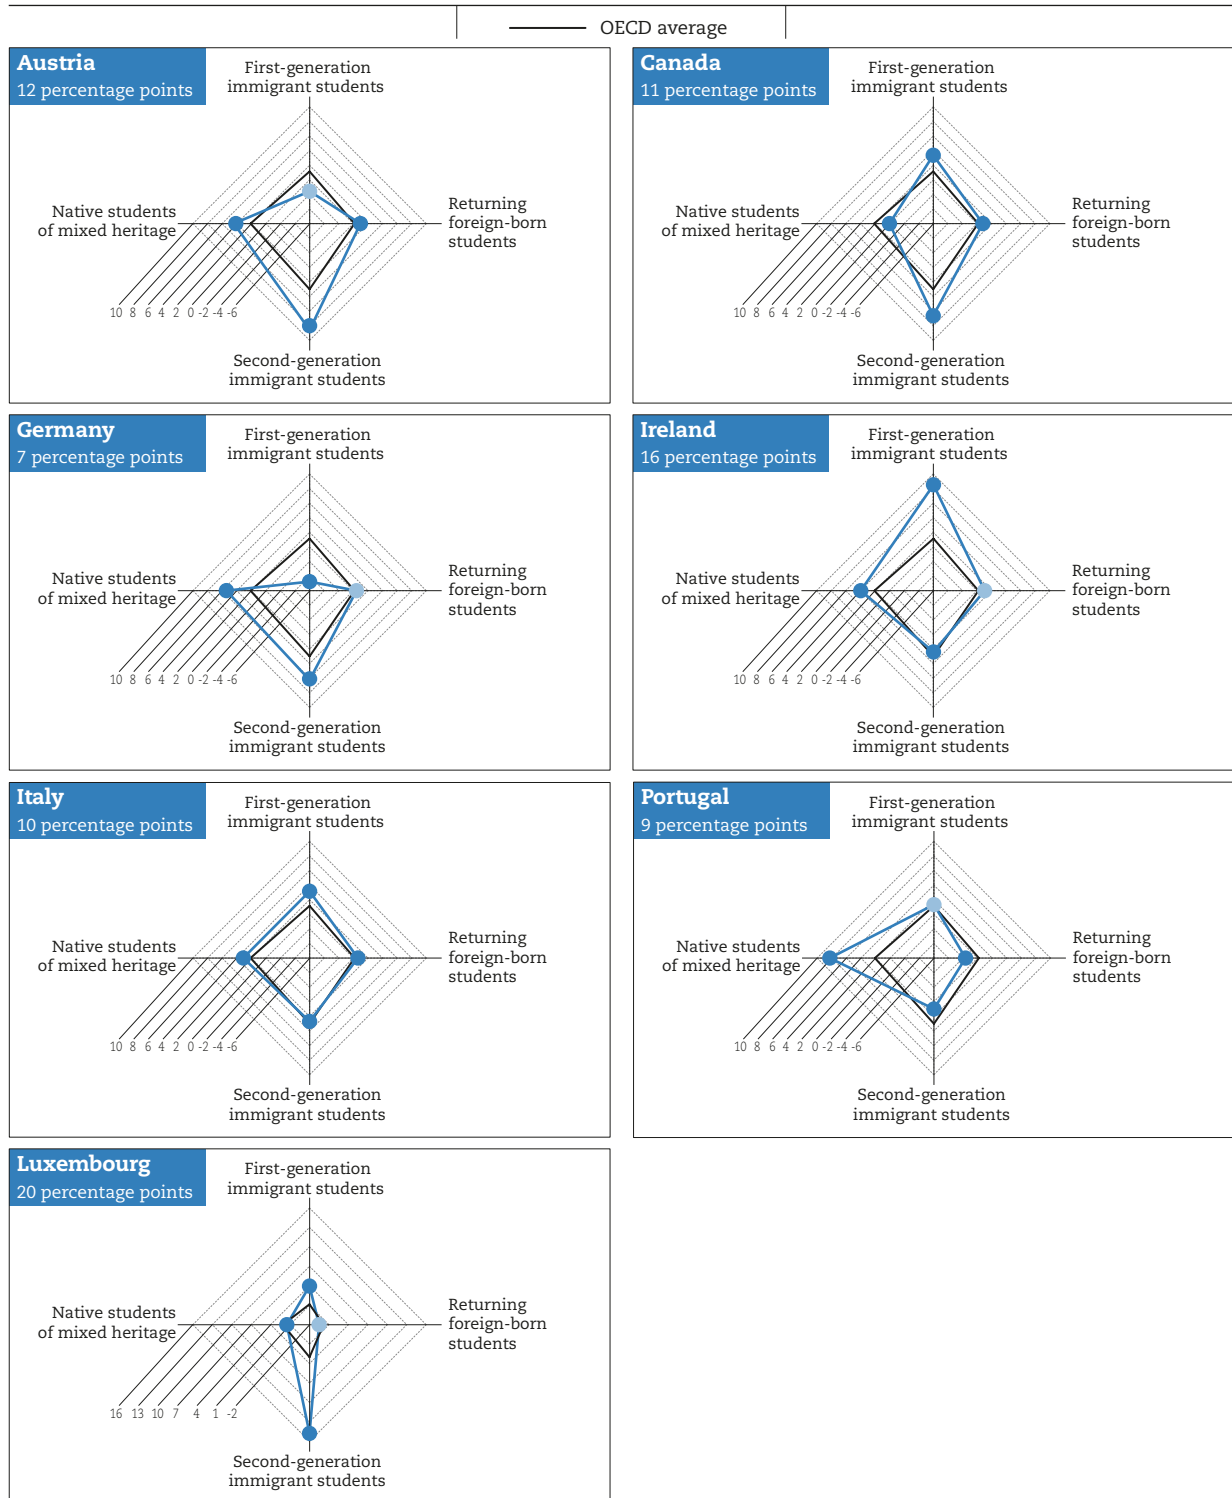 OECD average
Austria
12 percentage points
First-generation
immigrant students
Native students
of mixed heritage
Returning
foreign-born
students
10 8 6 4 2 0 -2 -4 -6
Second-generation
immigrant students
Canada
11 percentage points
First-generation
immigrant students
Native students
of mixed heritage
Returning
foreign-born
students
10 8 6 4 2 0 -2 -4 -6
Second-generation
immigrant students
Germany
7 percentage points
First-generation
immigrant students
Native students
of mixed heritage
Returning
foreign-born
students
10 8 6 4 2 0 -2 -4 -6
Second-generation
immigrant students
Ireland
16 percentage points
First-generation
immigrant students
Native students
of mixed heritage
Returning
foreign-born
students
10 8 6 4 2 0 -2 -4 -6
Second-generation
immigrant students
Italy
10 percentage points
First-generation
immigrant students
Native students
of mixed heritage
Returning
foreign-born
students
10 8 6 4 2 0 -2 -4 -6
Second-generation
immigrant students
Portugal
9 percentage points
First-generation
immigrant students
Native students
of mixed heritage
Returning
foreign-born
students
10 8 6 4 2 0 -2 -4 -6
Second-generation
immigrant students
Luxembourg
20 percentage points
First-generation
immigrant students
Native students
of mixed heritage
Returning
foreign-born
students
16 13 10 7 4 1 -2
Second-generation
immigrant students